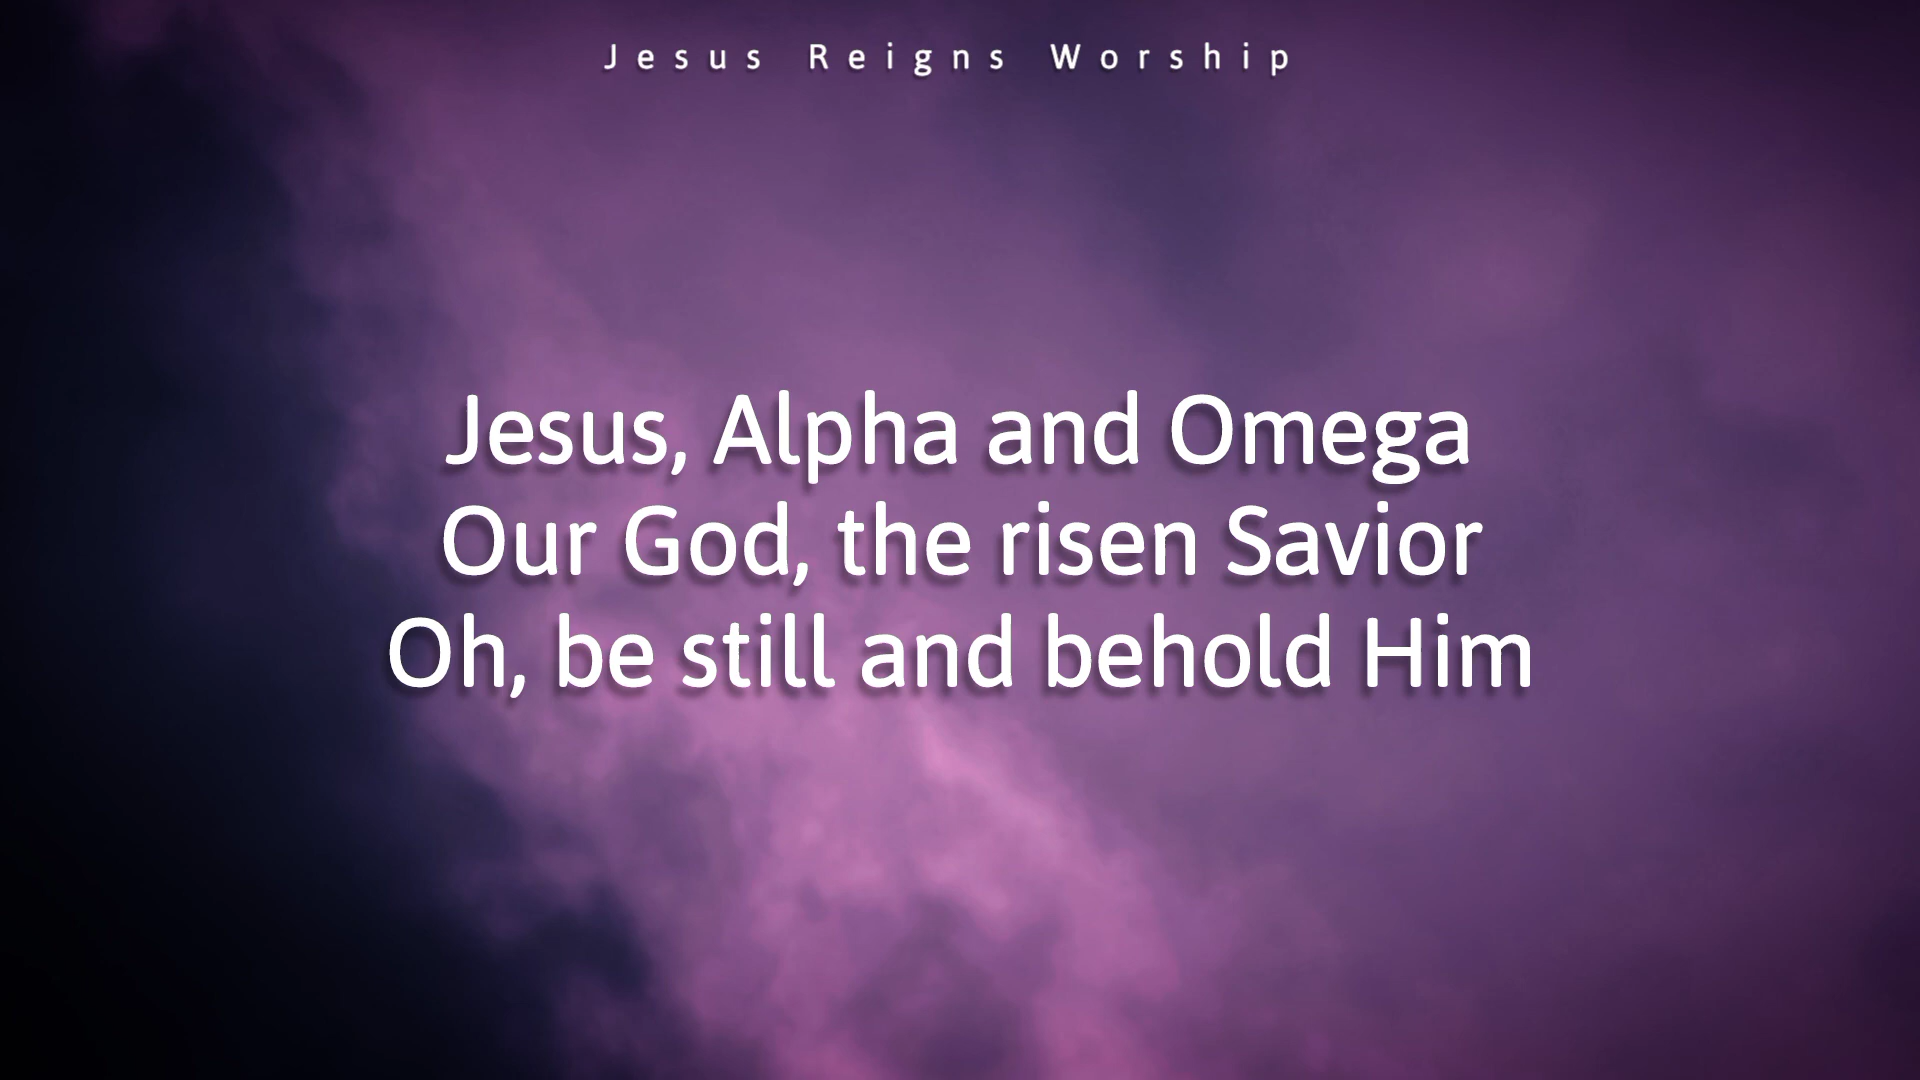 Jesus Reigns Worship
Jesus, Alpha and Omega
Our God, the risen Savior
Oh, be still and behold Him